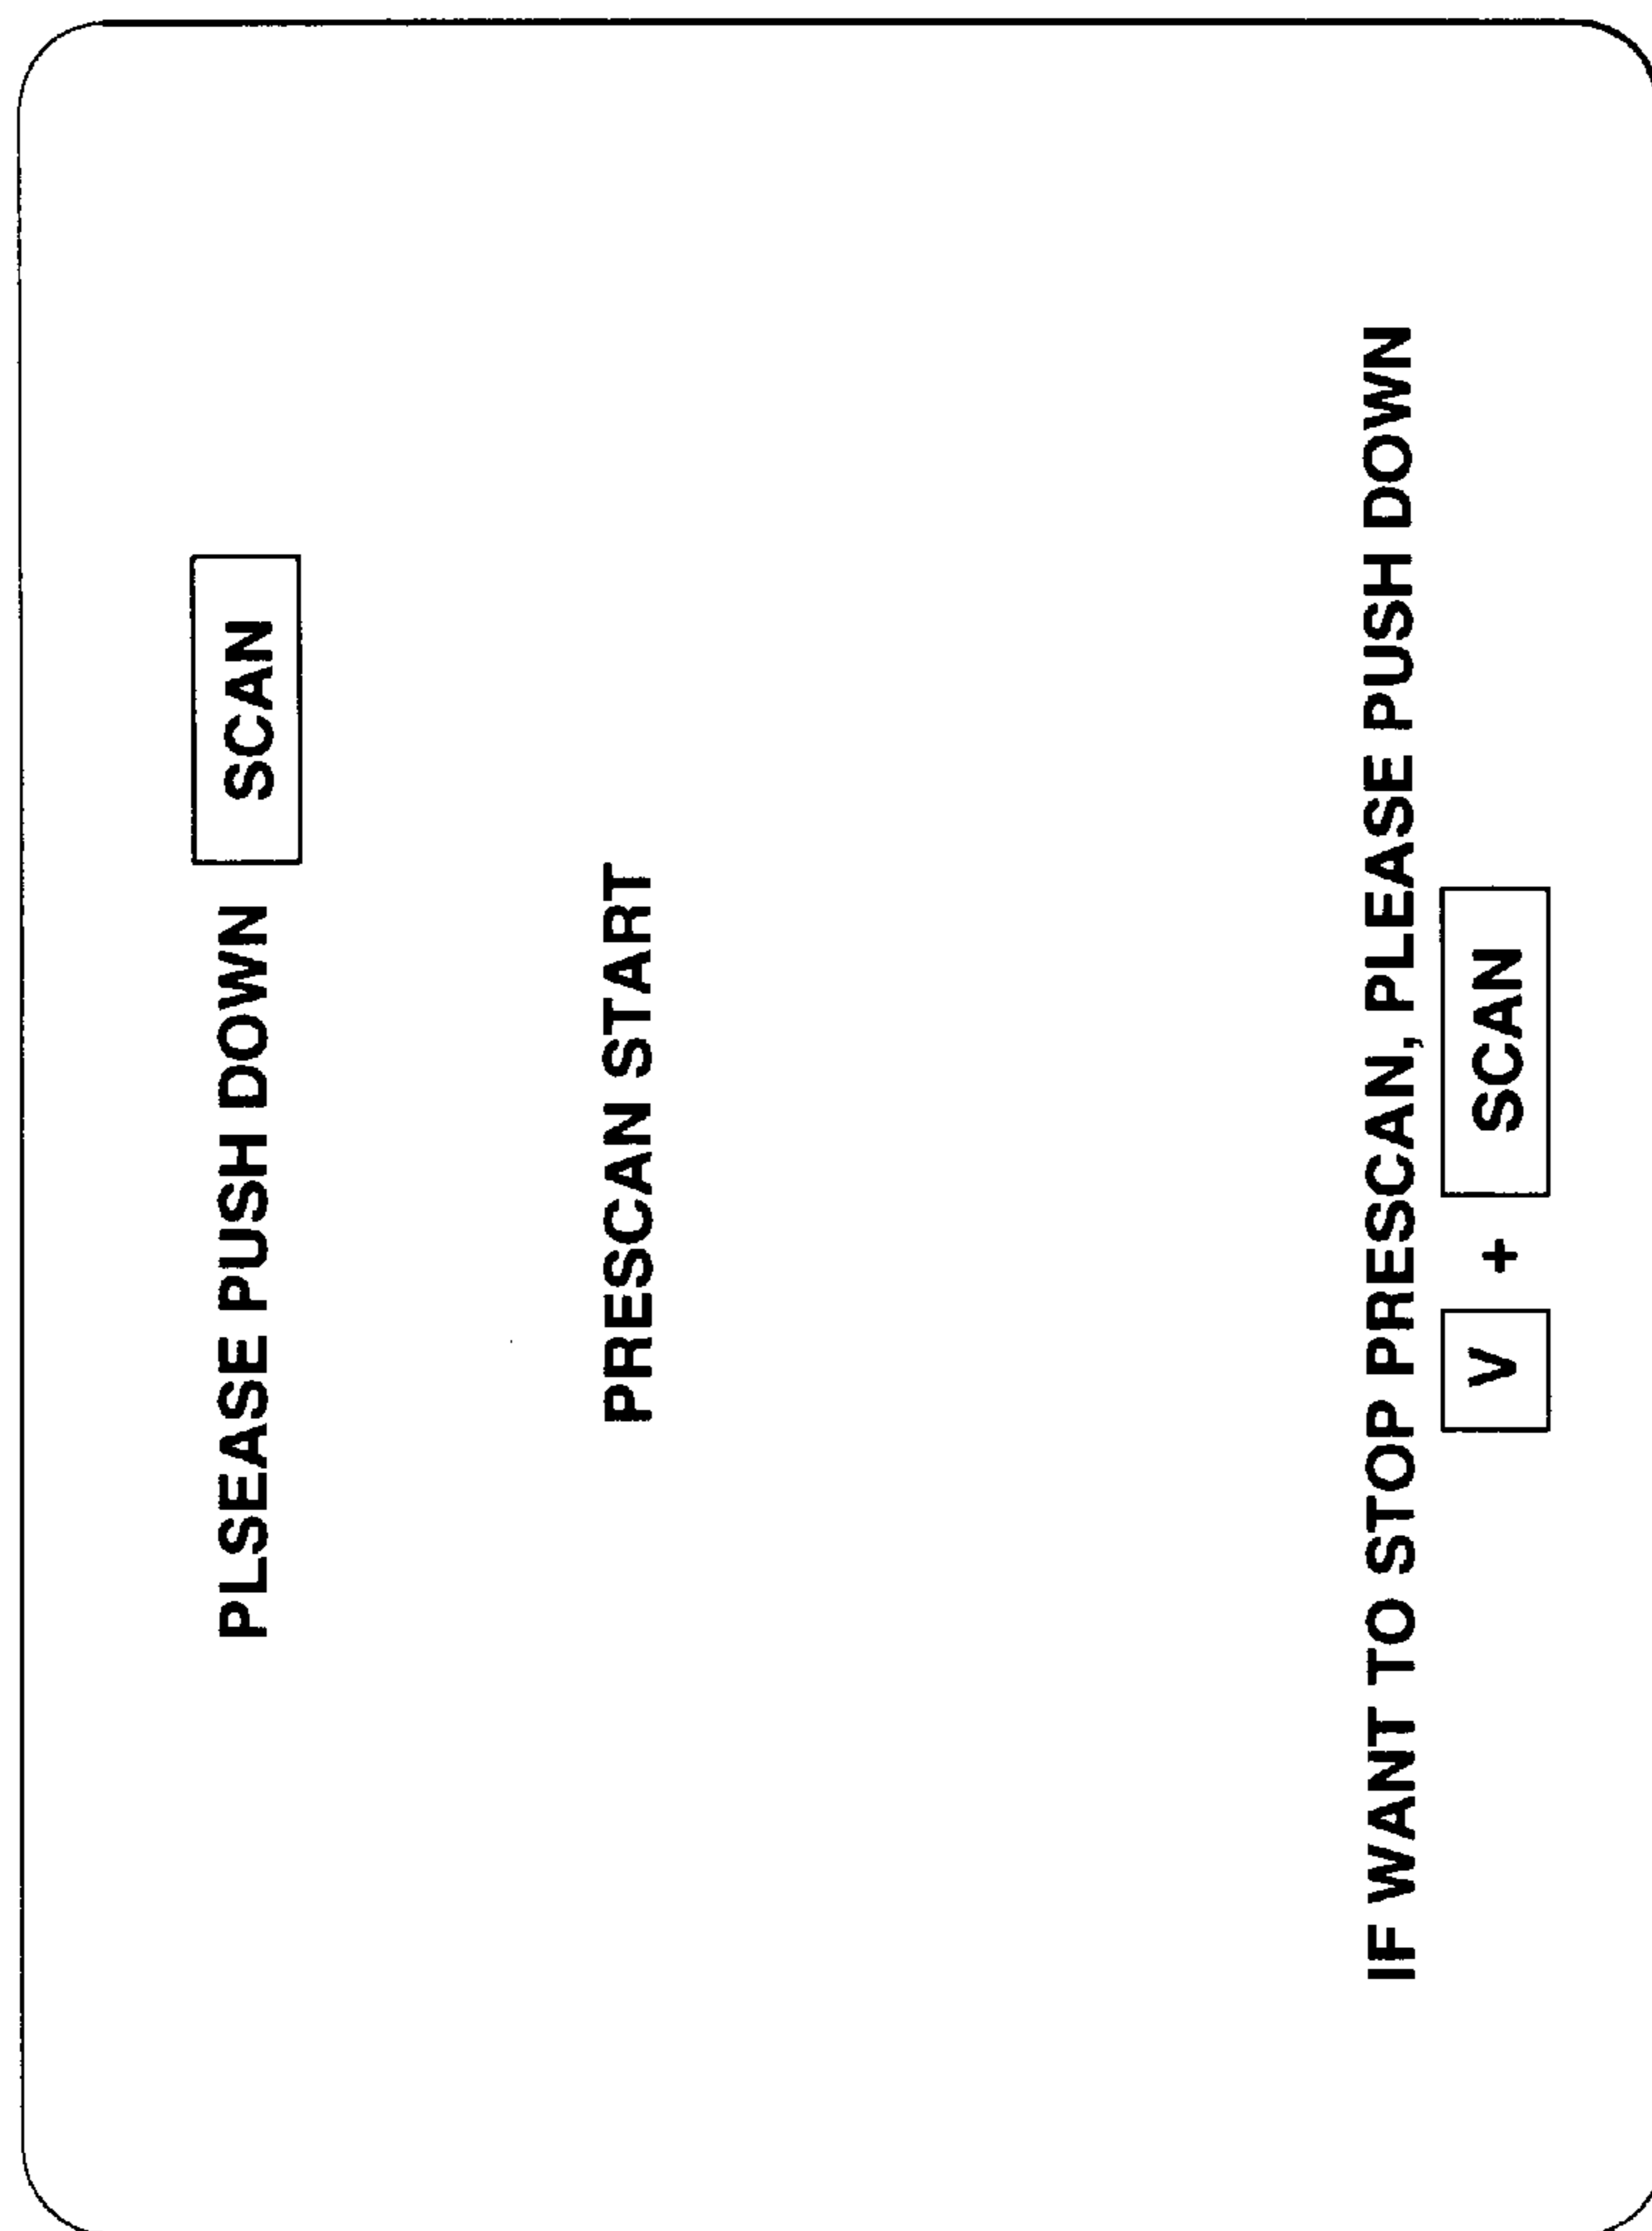 PLSEASE PUSH DOWN SCAN
PRESCAN START
IF WANT TO STOP PRESCAN, PLEASE PUSH DOWN
V + SCAN